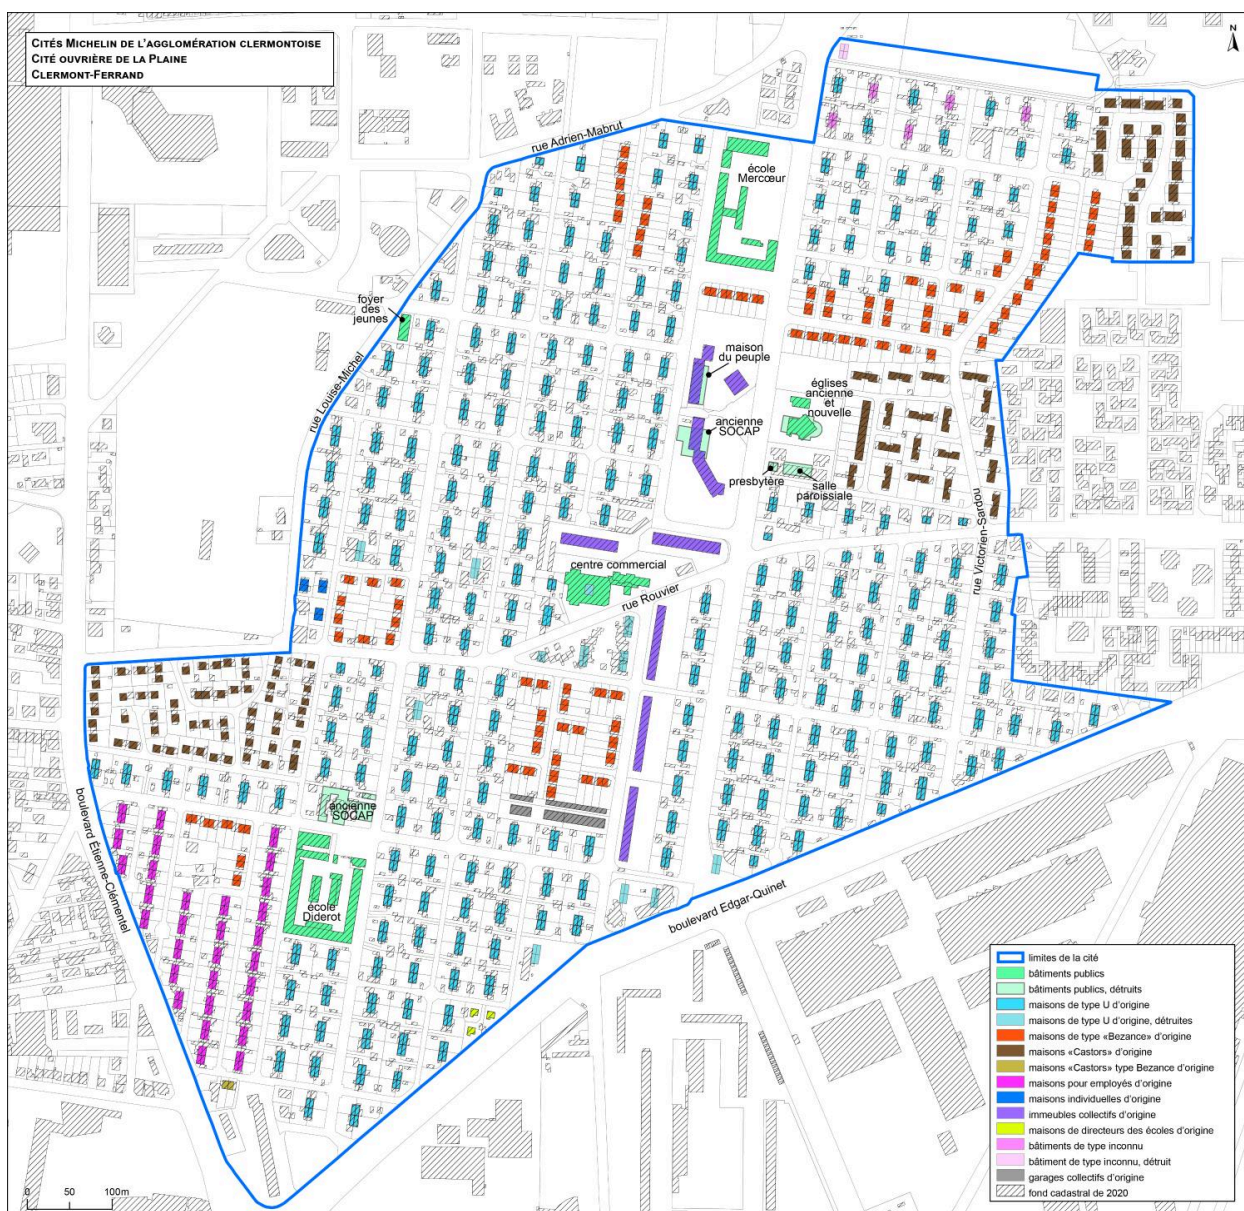 CITÉS MICHELIN DE L'AGGLOMÉRATION CLERMONTOISE
CITÉ OUVRIÈRE DE LA PLAINE
CLERMONT-FERRAND
N
rue Adrien-Mabrut
école
Mercœur
foyer
des
jeunes
rue Louise-Michel
maison
du peuple
églises
ancienne
et
nouvelle
ancienne
SOCAP
presbytère
salle
paroissiale
rue Victorien-Sardou
centre commercial
rue Rouvier
ancienne
SOCAP
boulevard Étienne-Clémentel
école
Diderot
boulevard Edgar-Quinet
limites de la cité
bâtiments publics
bâtiments publics, détruits
maisons de type U d'origine
maisons de type U d'origine, détruites
maisons de type «Bezance» d'origine
maisons «Castors» d'origine
maisons «Castors» type Bezance d'origine
maisons pour employés d'origine
maisons individuelles d'origine
immeubles collectifs d'origine
maisons de directeurs des écoles d'origine
bâtiments de type inconnu
bâtiment de type inconnu, détruit
garages collectifs d'origine
fond cadastral de 2020
0 50 100m